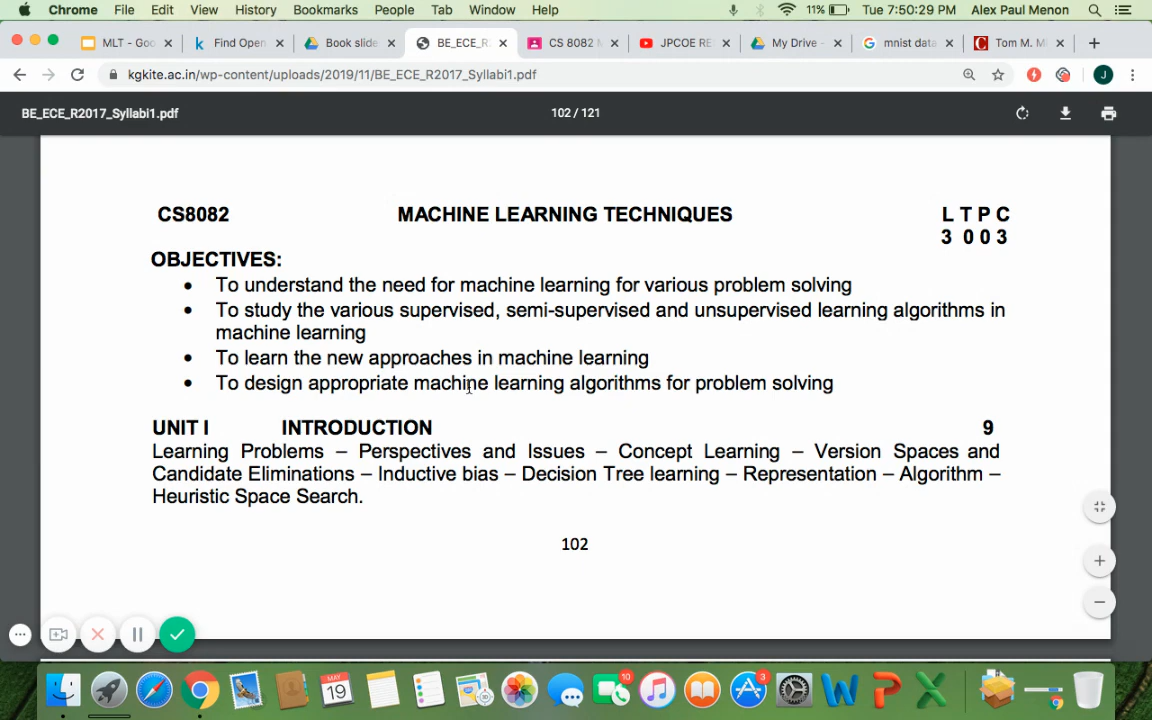 Chrome File Edit View History Bookmarks People Tab Window Help 11% Tue 7:50:29 PM Alex Paul Menon
MLT - Goo
Find Open
Book slide
BE_ECE_R
CS 8082 M
JPCOE RE
My Drive -
mnist data
Tom M. Mi
kgkite.ac.in/wp-content/uploads/2019/11/BE_ECE_R2017_Syllabi1.pdf
J
BE_ECE_R2017_Syllabi1.pdf 102 / 121
CS8082 MACHINE LEARNING TECHNIQUES L T P C
3 0 0 3
OBJECTIVES:
• To understand the need for machine learning for various problem solving
• To study the various supervised, semi-supervised and unsupervised learning algorithms in
machine learning
• To learn the new approaches in machine learning
• To design appropriate machine learning algorithms for problem solving
UNIT I INTRODUCTION 9
Learning Problems – Perspectives and Issues – Concept Learning – Version Spaces and
Candidate Eliminations – Inductive bias – Decision Tree learning – Representation – Algorithm –
Heuristic Space Search.
102
MAY
19
10
3